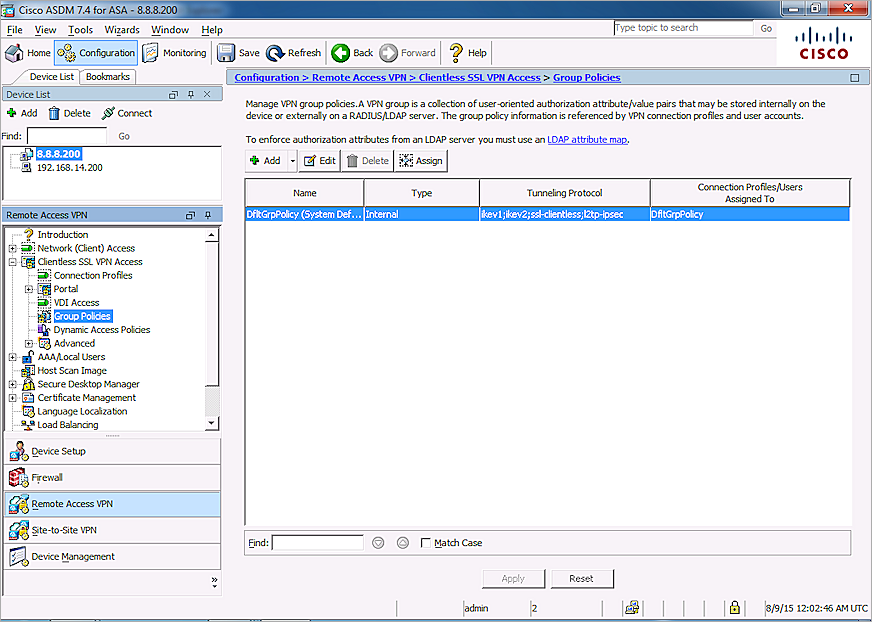 Cisco ASDM 7.4 for ASA - 8.8.8.200
File View Tools Wizards Window Help
Type topic to search Go
Home Configuration Monitoring Save Refresh Back Forward Help
CISCO
Device List Bookmarks
Configuration > Remote Access VPN > Clientless SSL VPN Access > Group Policies
Device List
Add Delete Connect
Find: Go
8.8.8.200
192.168.14.200
Manage VPN group policies.A VPN group is a collection of user-oriented authorization attribute/value pairs that may be stored internally on the
device or externally on a RADIUS/LDAP server. The group policy information is referenced by VPN connection profiles and user accounts.
To enforce authorization attributes from an LDAP server you must use an LDAP attribute map.
Add Edit Delete Assign
Name Type Tunneling Protocol Connection Profiles/Users
Assigned To
DfltGrpPolicy (System Def... Internal ikev1;ikev2;ssl-clientless;l2tp-ipsec DfltGrpPolicy
Remote Access VPN
Introduction
Network (Client) Access
Clientless SSL VPN Access
Connection Profiles
Portal
VDI Access
Group Policies
Dynamic Access Policies
Advanced
AAA/Local Users
Host Scan Image
Secure Desktop Manager
Certificate Management
Language Localization
Load Balancing
Device Setup
Firewall
Remote Access VPN
Site-to-Site VPN
Device Management
Find: Match Case
Apply Reset
admin 2 8/9/15 12:02:46 AM UTC